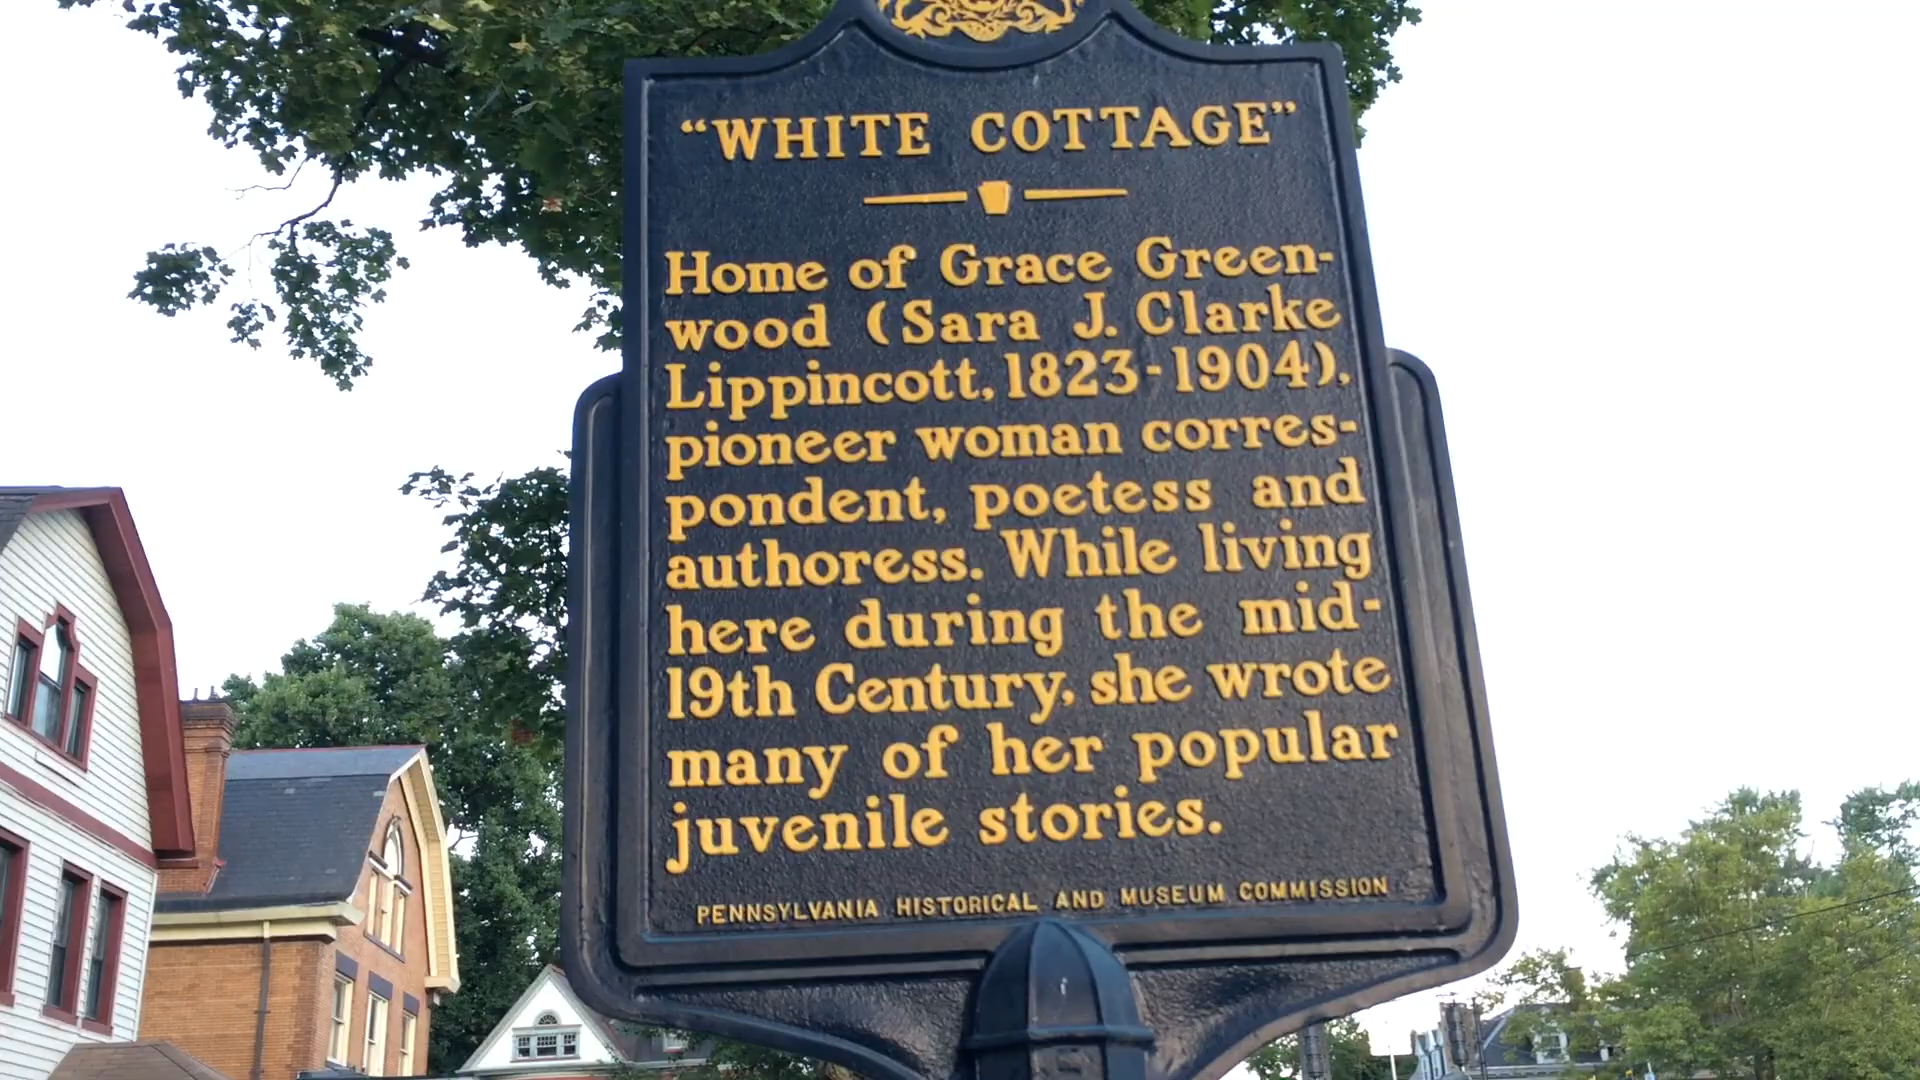 “WHITE COTTAGE”
Home of Grace Green-
wood (Sara J. Clarke
Lippincott, 1823-1904),
pioneer woman corres-
pondent, poetess and
authoress. While living
here during the mid-
19th Century, she wrote
many of her popular
juvenile stories.
PENNSYLVANIA HISTORICAL AND MUSEUM COMMISSION